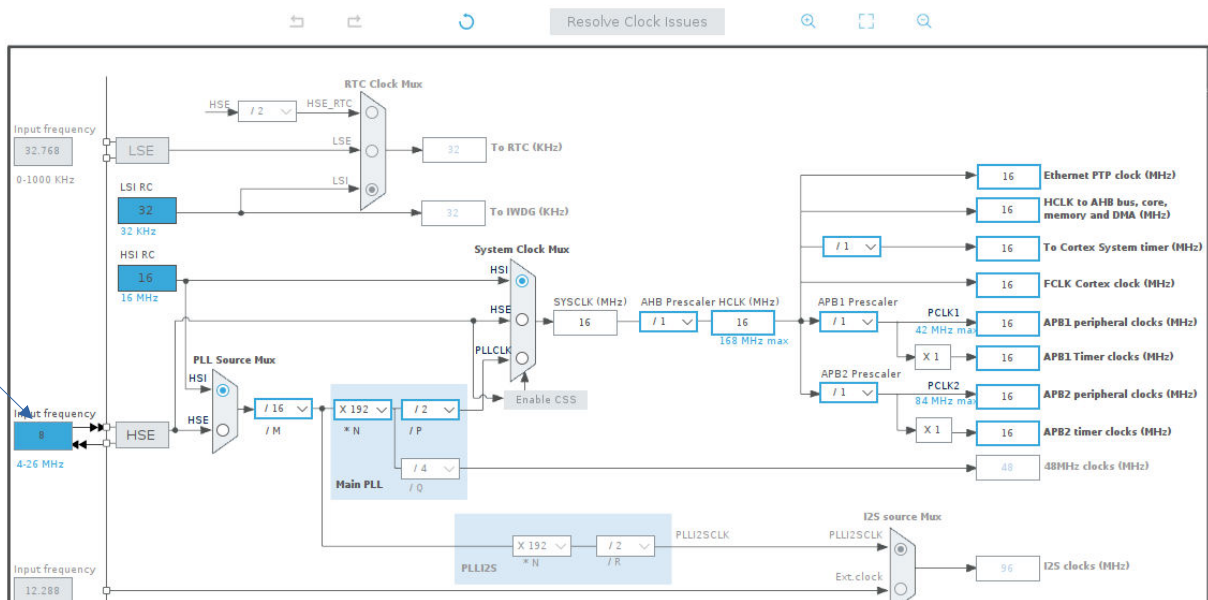 Resolve Clock Issues
RTC Clock Mux
HSE
/ 2
HSE_RTC
Input frequency
32.768
0-1000 KHz
LSE
LSE
32
To RTC (KHz)
LSI RC
32
32 KHz
LSI
32
To IWDG (KHz)
HSI RC
16
16 MHz
System Clock Mux
HSI
HSE
PLLCLK
SYSCLK (MHz)
16
AHB Prescaler
/ 1
HCLK (MHz)
16
168 MHz max
16
Ethernet PTP clock (MHz)
16
HCLK to AHB bus, core,
memory and DMA (MHz)
/ 1
16
To Cortex System timer (MHz)
16
FCLK Cortex clock (MHz)
APB1 Prescaler
/ 1
PCLK1
42 MHz max
16
APB1 peripheral clocks (MHz)
X 1
16
APB1 Timer clocks (MHz)
APB2 Prescaler
/ 1
PCLK2
84 MHz max
16
APB2 peripheral clocks (MHz)
X 1
16
APB2 timer clocks (MHz)
PLL Source Mux
HSI
HSE
Input frequency
8
4-26 MHz
HSE
/ 16
/ M
X 192
* N
/ 2
/ P
Enable CSS
/ 4
/ Q
Main PLL
48
48MHz clocks (MHz)
PLLI2S
X 192
* N
/ 2
/ R
PLLI2SCLK
I2S source Mux
PLLI2SCLK
Ext.clock
96
I2S clocks (MHz)
Input frequency
12.288